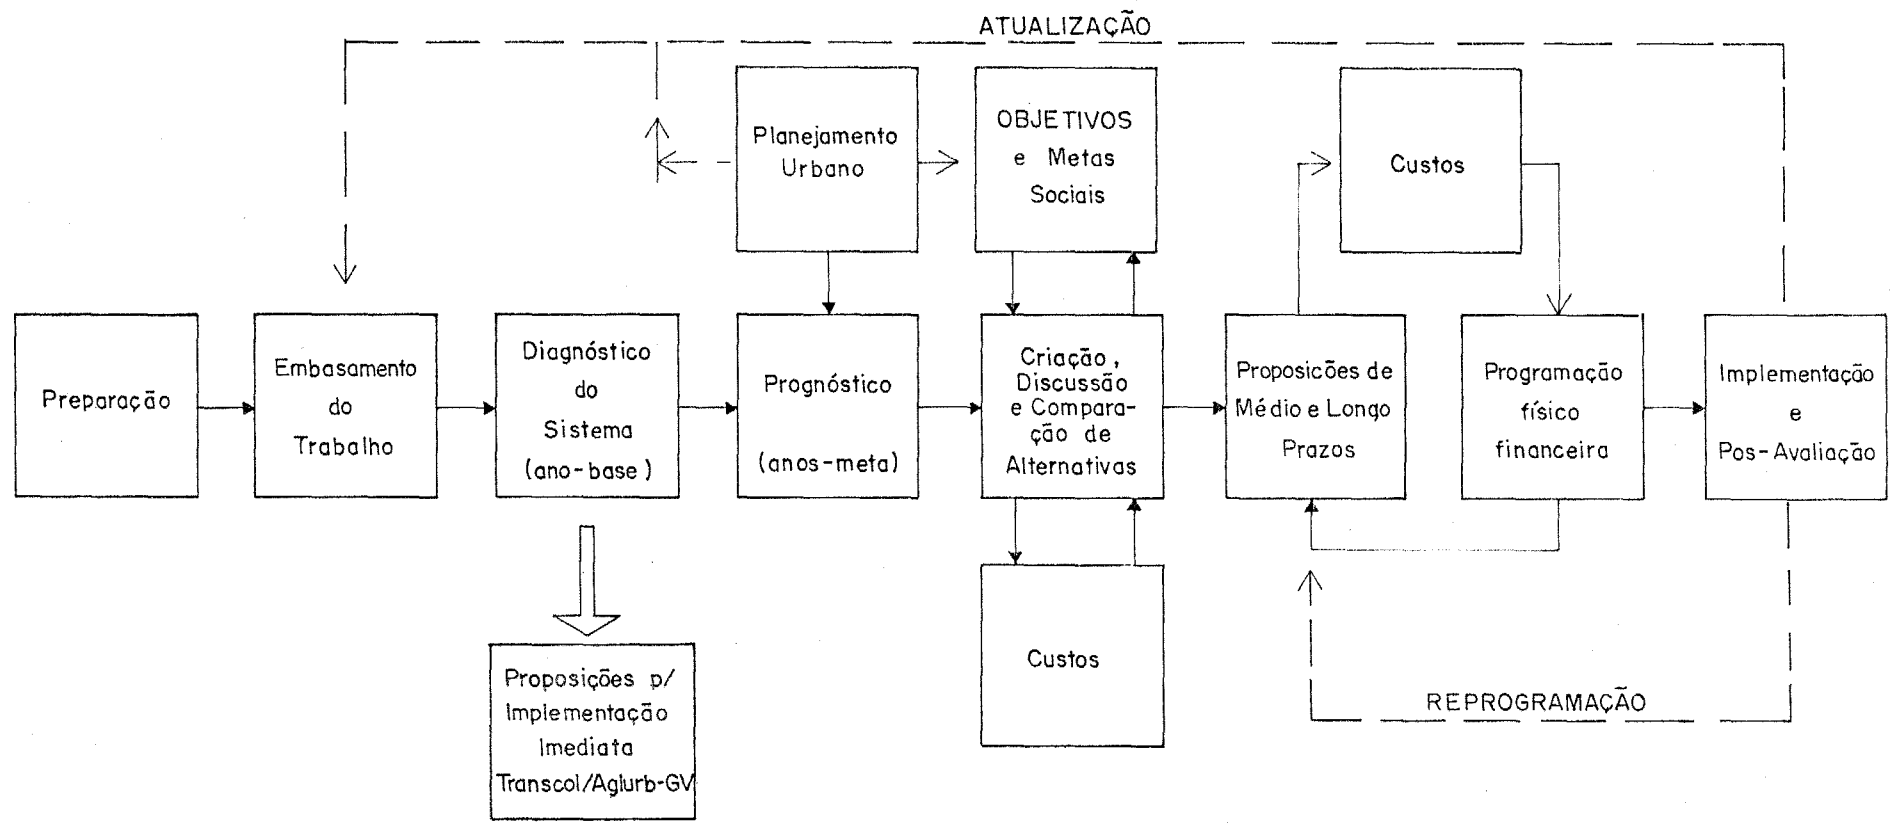 ATUALIZAÇÃO
Planejamento
Urbano
OBJETIVOS
e Metas
Sociais
Custos
Preparação
Embasamento
do
Trabalho
Diagnóstico
do
Sistema
(ano-base)
Prognóstico
(anos-meta)
Criação,
Discussão
e Compara-
ção de
Alternativas
Proposicões de
Médio e Longo
Prazos
Programação
físico
financeira
Implementação
e
Pos-Avaliação
Proposições p/
Implementação
Imediata
Transcol/Aglurb-GV
Custos
REPROGRAMAÇÃO